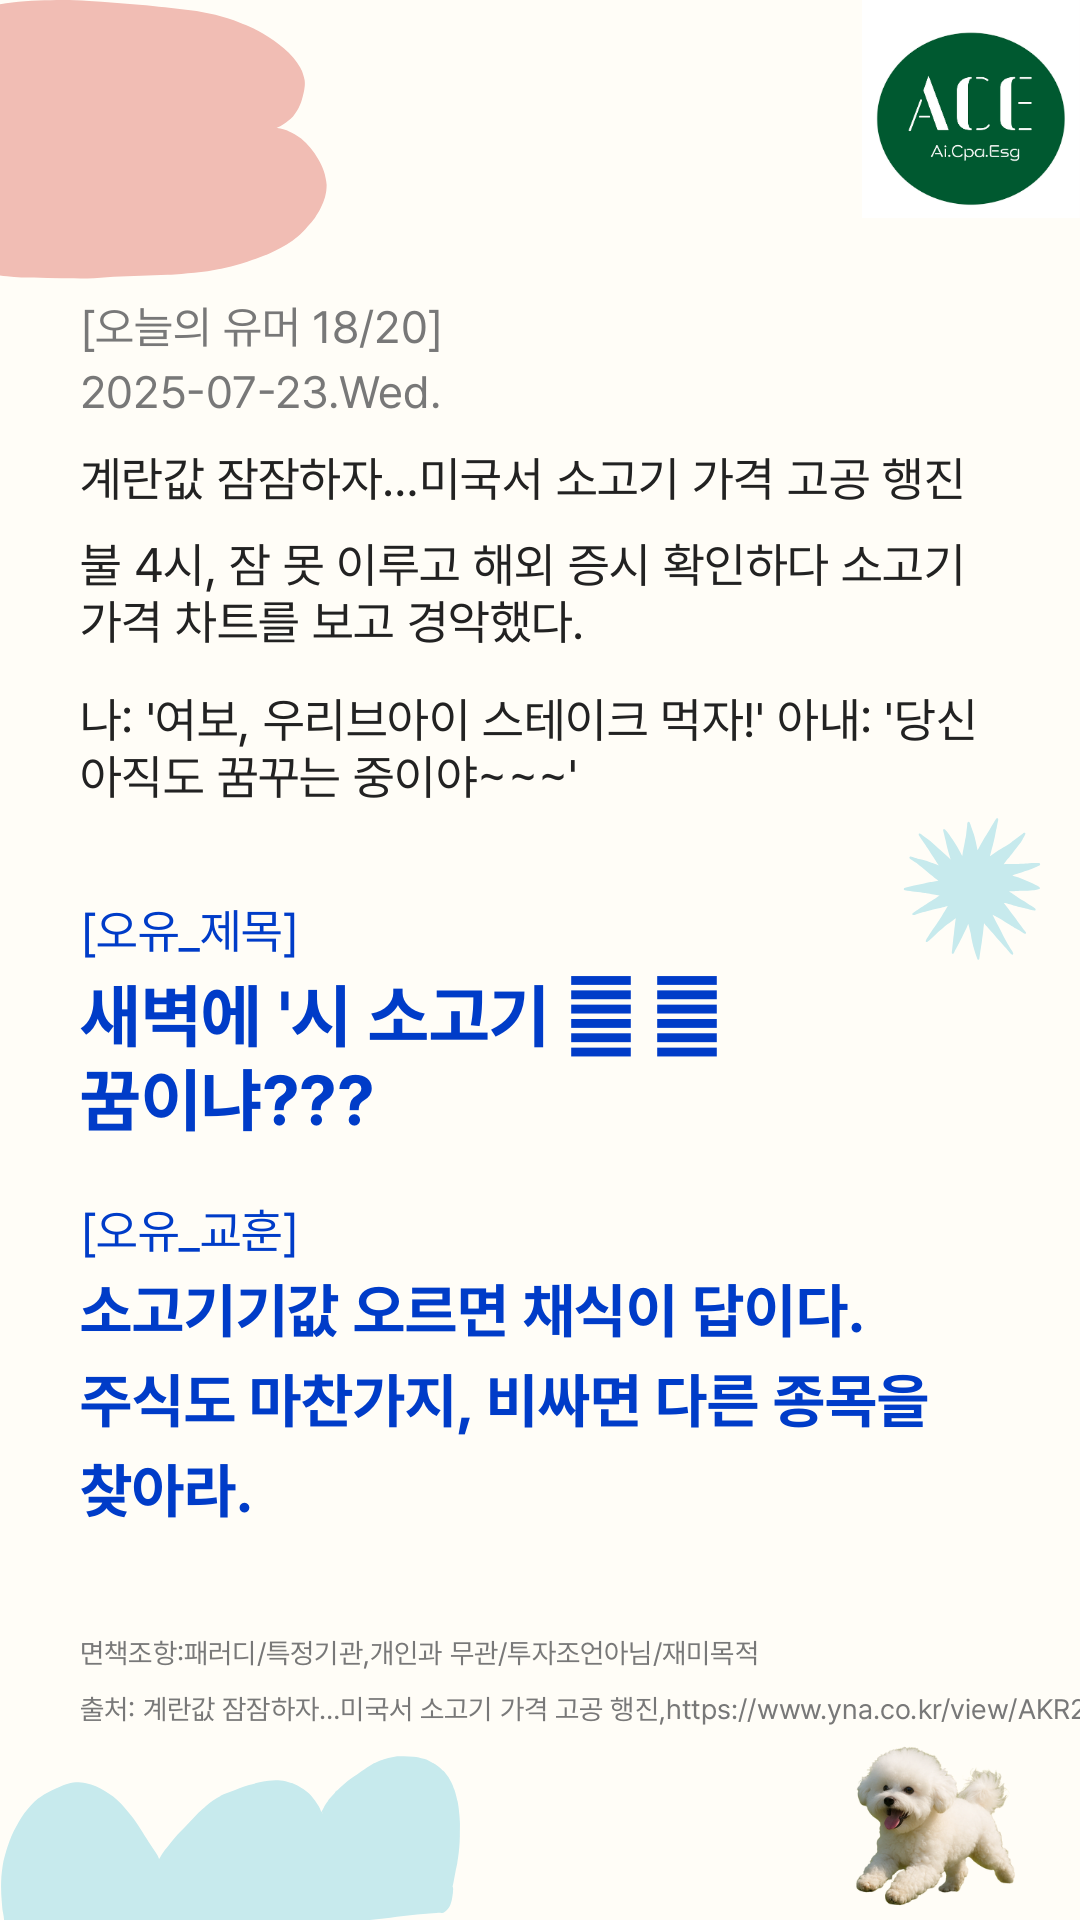 ACE
Ai.Cpa.Esg
[오늘의 유머 18/20]
2025-07-23.Wed.
계란값 잠잠하자...미국서 소고기 가격 고공 행진
불 4시, 잠 못 이루고 해외 증시 확인하다 소고기
가격 차트를 보고 경악했다.
나: '여보, 우리브아이 스테이크 먹자!' 아내: '당신
아직도 꿈꾸는 중이야~~~'
[오유_제목]
새벽에 '시 소고기
꿈이냐???
[오유_교훈]
소고기기값 오르면 채식이 답이다.
주식도 마찬가지, 비싸면 다른 종목을
찾아라.
면책조항:패러디/특정기관,개인과 무관/투자조언아님/재미목적
출처: 계란값 잠잠하자...미국서 소고기 가격 고공 행진,https://www.yna.co.kr/view/AKR2